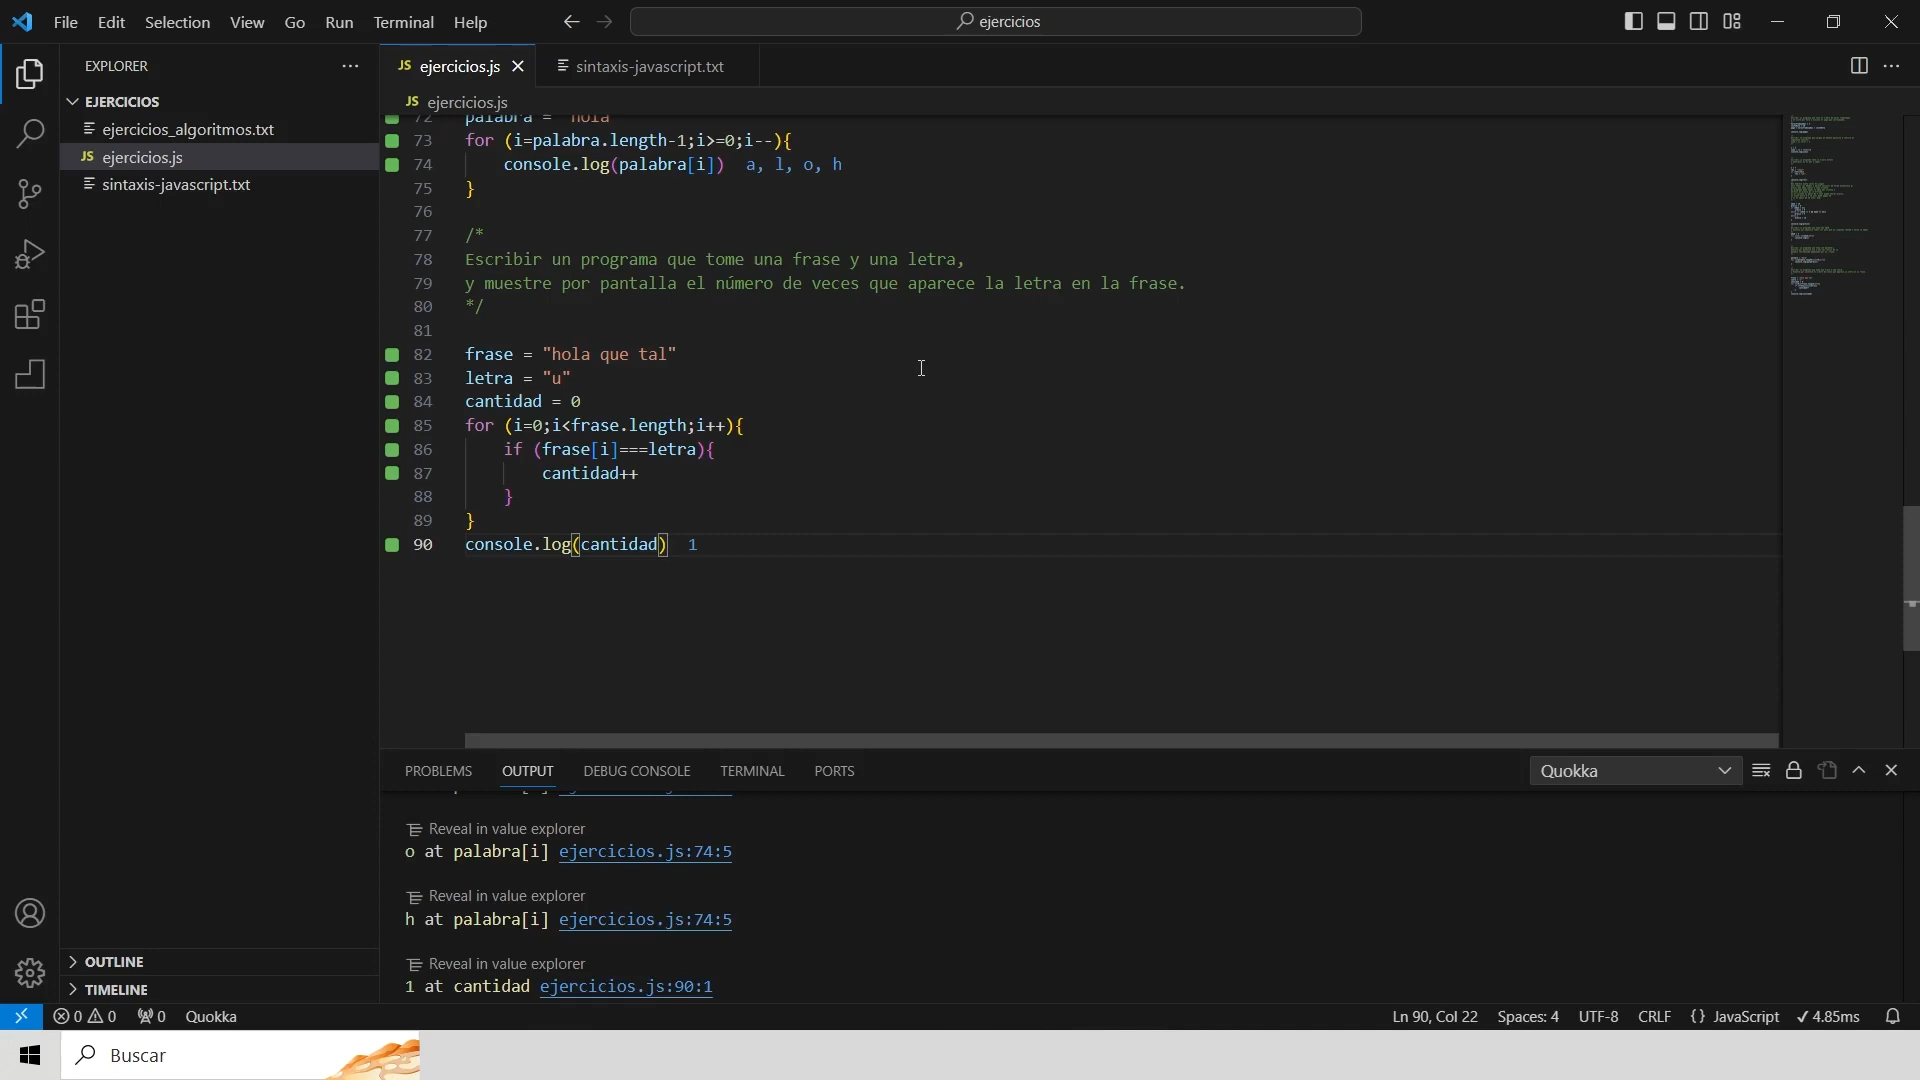 File Edit Selection View Go Run Terminal Help
ejercicios
EXPLORER
EJERCICIOS
ejercicios_algoritmos.txt
JS ejercicios.js
sintaxis-javascript.txt
OUTLINE
TIMELINE
JS ejercicios.js
sintaxis-javascript.txt
JS ejercicios.js
72 palabra = "hola"
73 for (i=palabra.length-1;i>=0;i--){
74 console.log(palabra[i]) a, l, o, h
75 }
76
77 /*
78 Escribir un programa que tome una frase y una letra,
79 y muestre por pantalla el número de veces que aparece la letra en la frase.
80 */
81
82 frase = "hola que tal"
83 letra = "u"
84 cantidad = 0
85 for (i=0;i<frase.length;i++){
86 if (frase[i]===letra){
87 cantidad++
88 }
89 }
90 console.log(cantidad) 1
PROBLEMS OUTPUT DEBUG CONSOLE TERMINAL PORTS
Quokka
Reveal in value explorer
o at palabra[i] ejercicios.js:74:5
Reveal in value explorer
h at palabra[i] ejercicios.js:74:5
Reveal in value explorer
1 at cantidad ejercicios.js:90:1
0 0 0 Quokka
Ln 90, Col 22 Spaces: 4 UTF-8 CRLF {} JavaScript ✓ 4.85ms
Buscar